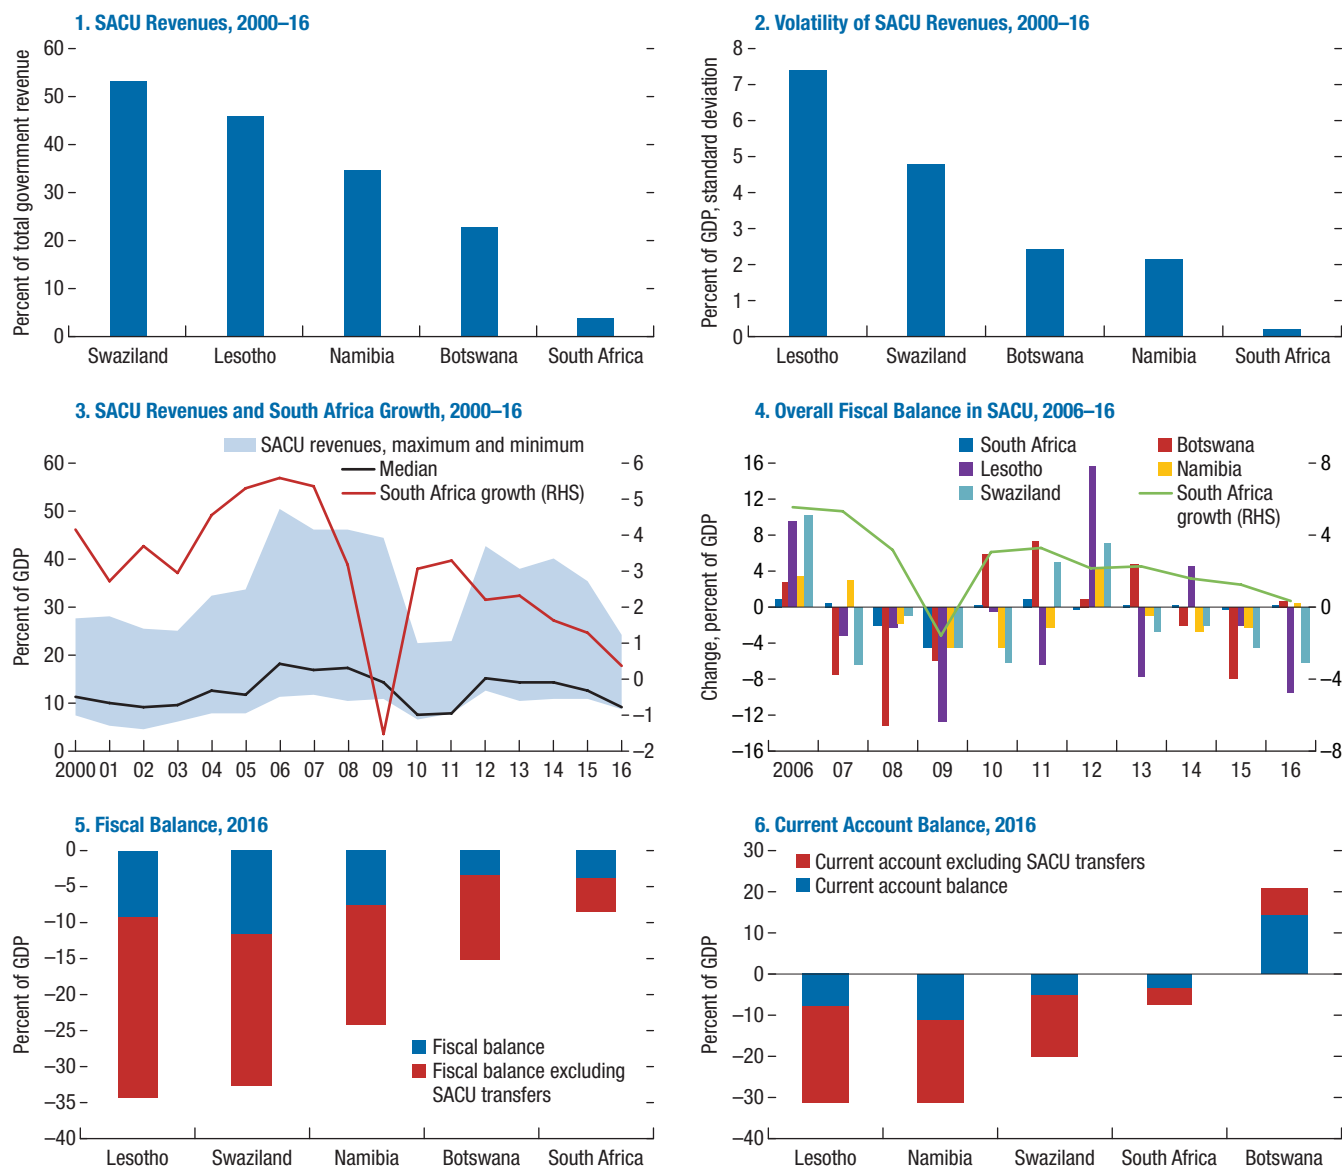 1. SACU Revenues, 2000–16
Percent of total government revenue
60
50
40
30
20
10
0
Swaziland Lesotho Namibia Botswana South Africa
2. Volatility of SACU Revenues, 2000–16
Percent of GDP, standard deviation
8
7
6
5
4
3
2
1
0
Lesotho Swaziland Botswana Namibia South Africa
3. SACU Revenues and South Africa Growth, 2000–16
SACU revenues, maximum and minimum
Median
South Africa growth (RHS)
Percent of GDP
60
50
40
30
20
10
0
6
5
4
3
2
1
0
–1
–2
2000 01 02 03 04 05 06 07 08 09 10 11 12 13 14 15 16
4. Overall Fiscal Balance in SACU, 2006–16
South Africa
Lesotho
Swaziland
Botswana
Namibia
South Africa
growth (RHS)
Change, percent of GDP
16
12
8
4
0
–4
–8
–12
–16
8
4
0
–4
–8
2006 07 08 09 10 11 12 13 14 15 16
5. Fiscal Balance, 2016
Percent of GDP
0
–5
–10
–15
–20
–25
–30
–35
–40
Fiscal balance
Fiscal balance excluding
SACU transfers
Lesotho Swaziland Namibia Botswana South Africa
6. Current Account Balance, 2016
Current account excluding SACU transfers
Current account balance
Percent of GDP
30
20
10
0
–10
–20
–30
–40
Lesotho Namibia Swaziland South Africa Botswana